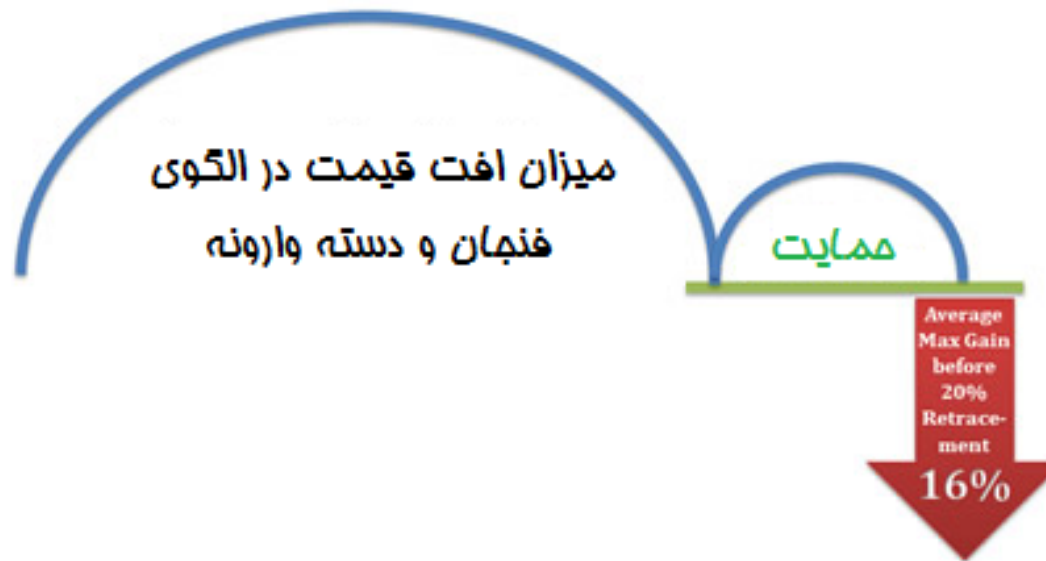 میزان افت قیمت در الگوی
فنجان و دسته وارونه
حمایت
Average
Max Gain
before
20%
Retrace-
ment
16%